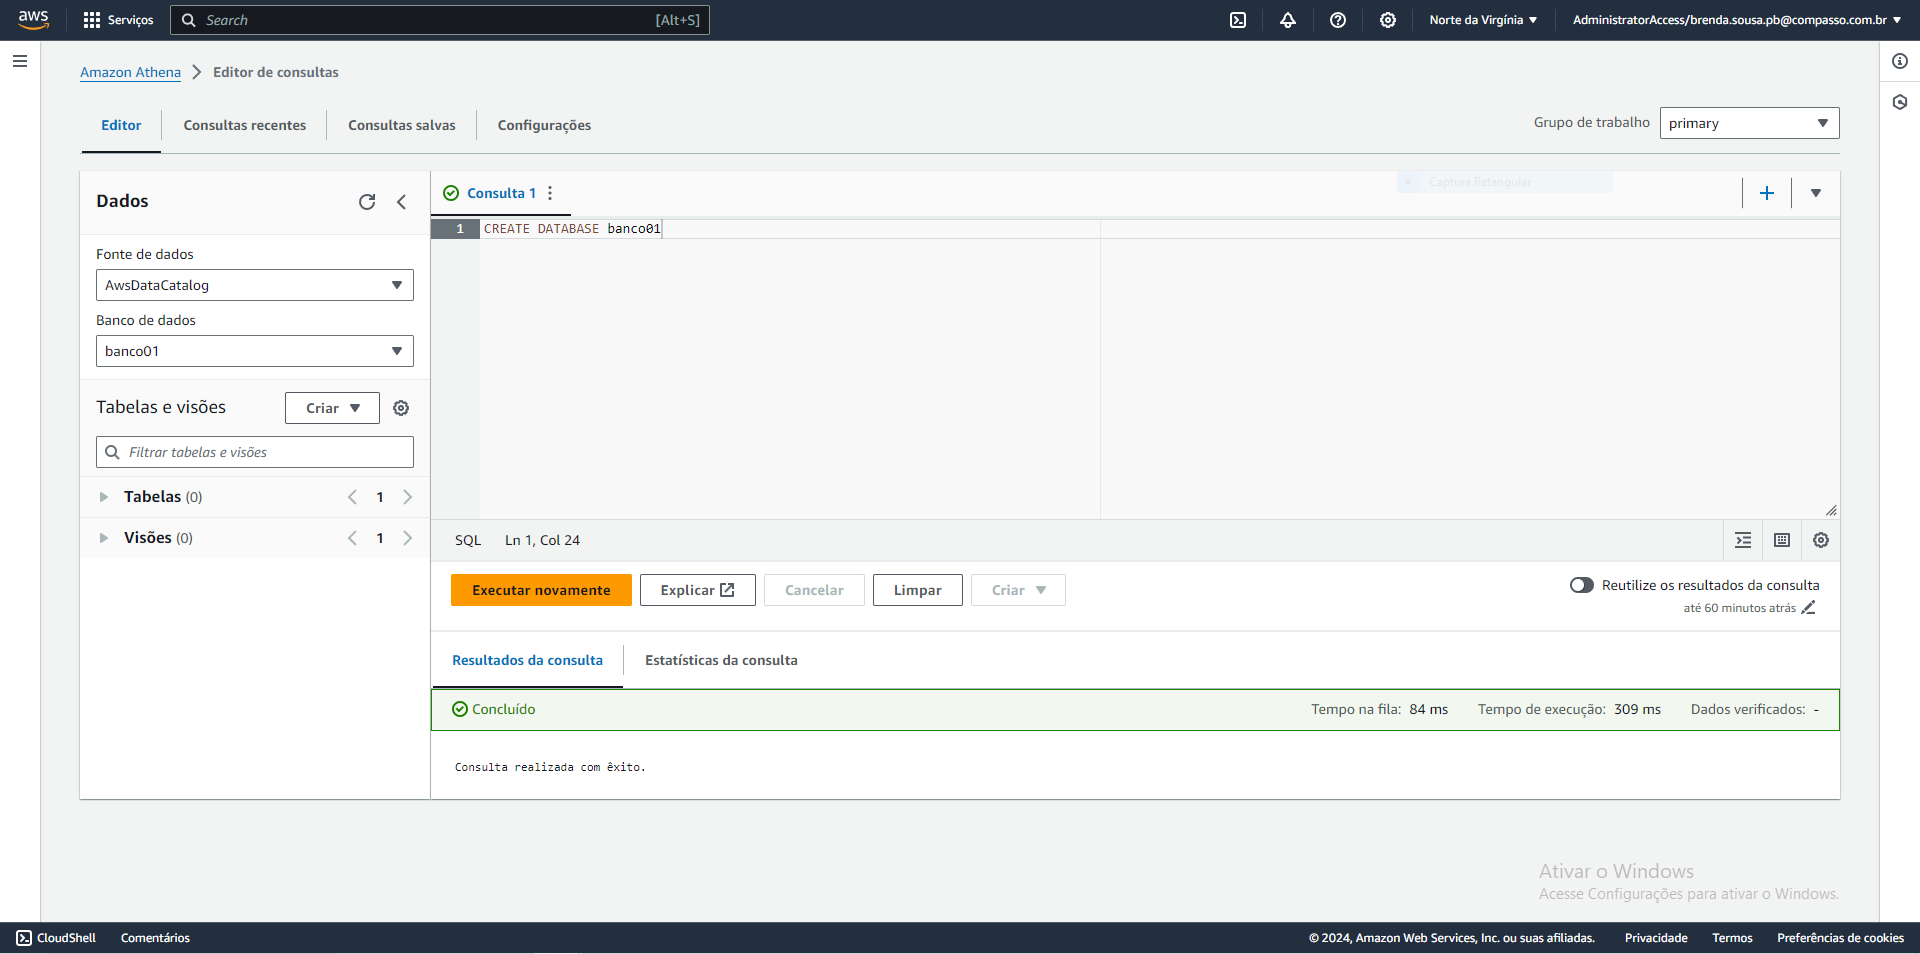 aws Serviços Search [Alt+S] Norte da Virgínia AdministratorAccess/brenda.sousa.pb@compasso.com.br
Amazon Athena > Editor de consultas
Editor Consultas recentes Consultas salvas Configurações Grupo de trabalho primary
Dados
Consulta 1
Captura Retangular
1 CREATE DATABASE banco01
Fonte de dados
AwsDataCatalog
Banco de dados
banco01
Tabelas e visões Criar
Filtrar tabelas e visões
Tabelas (0) 1
Visões (0) 1
SQL Ln 1, Col 24
Executar novamente Explicar Cancelar Limpar Criar
Reutilize os resultados da consulta
até 60 minutos atrás
Resultados da consulta Estatísticas da consulta
Concluído Tempo na fila: 84 ms Tempo de execução: 309 ms Dados verificados: -
Consulta realizada com êxito.
Ativar o Windows
Acesse Configurações para ativar o Windows.
CloudShell Comentários © 2024, Amazon Web Services, Inc. ou suas afiliadas. Privacidade Termos Preferências de cookies